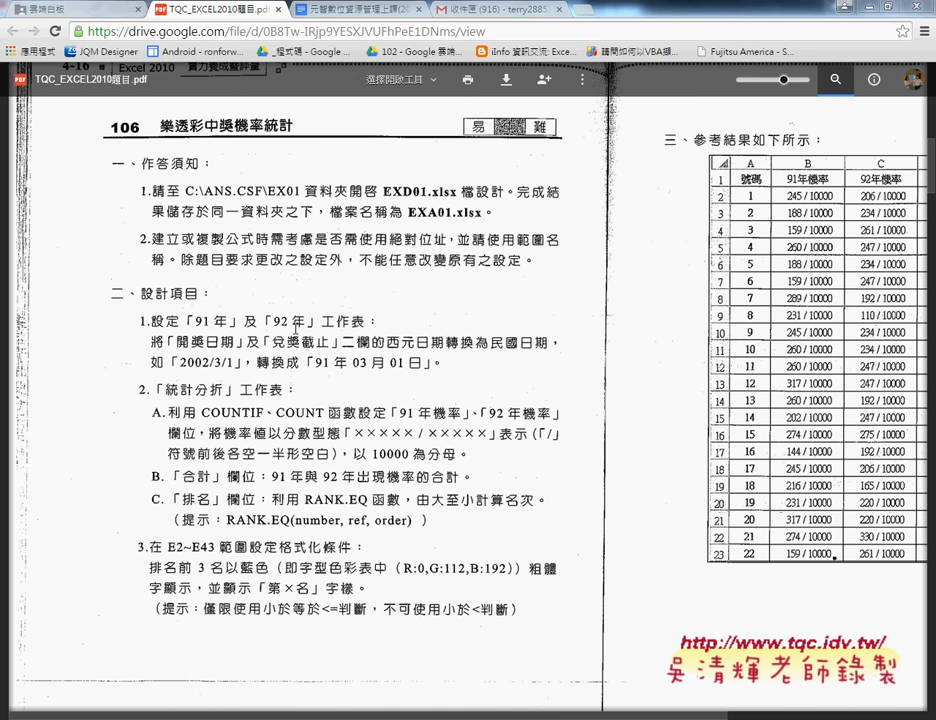 雲端白板
TQC_EXCEL2010題目.pdf
元智數位資源管理上課(20
收件匣 (916) - terry2885
https://drive.google.com/file/d/0B8Tw-IRjp9YESXJVUFhPeE1DNms/view
應用程式
JQM Designer
Android - ronforw...
_程式碼 - Google ...
102 - Google 雲端...
iInfo 資訊交流: Exce...
請問如何以VBA擷...
Fujitsu America - S...
4-16
Excel 2010
實力養成暨評量
TQC_EXCEL2010題目.pdf
選擇開啟工具
106 樂透彩中獎機率統計
易
難
一、作答須知：
1.請至 C:\ANS.CSF\EX01 資料夾開啓 EXD01.xlsx 檔設計。完成結
果儲存於同一資料夾之下，檔案名稱為 EXA01.xlsx。
2.建立或複製公式時需考慮是否需使用絕對位址，並請使用範圍名
稱。除題目要求更改之設定外，不能任意改變原有之設定。
二、設計項目：
1.設定「91 年」及「92 年」工作表：
將「開獎日期」及「兌獎截止」二欄的西元日期轉換為民國日期，
如「2002/3/1」，轉換成「91 年 03 月 01 日」。
2.「統計分折」工作表：
A.利用 COUNTIF、COUNT 函數設定「91 年機率」、「92 年機率」
欄位，將機率値以分數型態「×××××/×××××」表示(「/」
符號前後各空一半形空白)，以 10000 為分母。
B.「合計」欄位：91 年與 92 年出現機率的合計。
C.「排名」欄位：利用 RANK.EQ 函數，由大至小計算名次。
（提示：RANK.EQ(number, ref, order) ）
3.在 E2~E43 範圍設定格式化條件：
排名前 3 名以藍色（即字型色彩表中（R:0,G:112,B:192））粗體
字顯示，並顯示「第×名」字樣。
（提示：僅限使用小於等於<=判斷，不可使用小於<判斷）
三、參考結果如下所示：
A B C
1 號碼 91年機率 92年機率
2 1 245 / 10000 206 / 10000
3 2 188 / 10000 234 / 10000
4 3 159 / 10000 261 / 10000
5 4 260 / 10000 247 / 10000
6 5 188 / 10000 234 / 10000
7 6 159 / 10000 247 / 10000
8 7 289 / 10000 192 / 10000
9 8 231 / 10000 110 / 10000
10 9 245 / 10000 234 / 10000
11 10 260 / 10000 234 / 10000
12 11 260 / 10000 247 / 10000
13 12 317 / 10000 247 / 10000
14 13 260 / 10000 192 / 10000
15 14 202 / 10000 247 / 10000
16 15 274 / 10000 275 / 10000
17 16 144 / 10000 192 / 10000
18 17 245 / 10000 206 / 10000
19 18 216 / 10000 165 / 10000
20 19 231 / 10000 220 / 10000
21 20 317 / 10000 220 / 10000
22 21 274 / 10000 330 / 10000
23 22 159 / 10000 261 / 10000
http://www.tqc.idv.tw/
吳清輝老師錄製